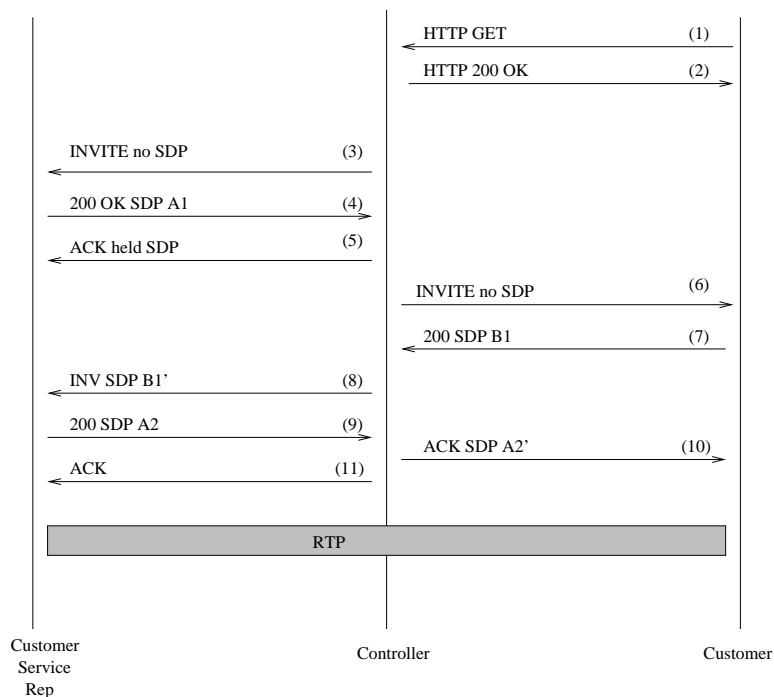 HTTP GET (1)
HTTP 200 OK (2)
INVITE no SDP (3)
200 OK SDP A1 (4)
ACK held SDP (5)
INVITE no SDP (6)
200 SDP B1 (7)
INV SDP B1' (8)
200 SDP A2 (9)
ACK SDP A2' (10)
ACK (11)
RTP
Customer
Service
Rep
Controller
Customer